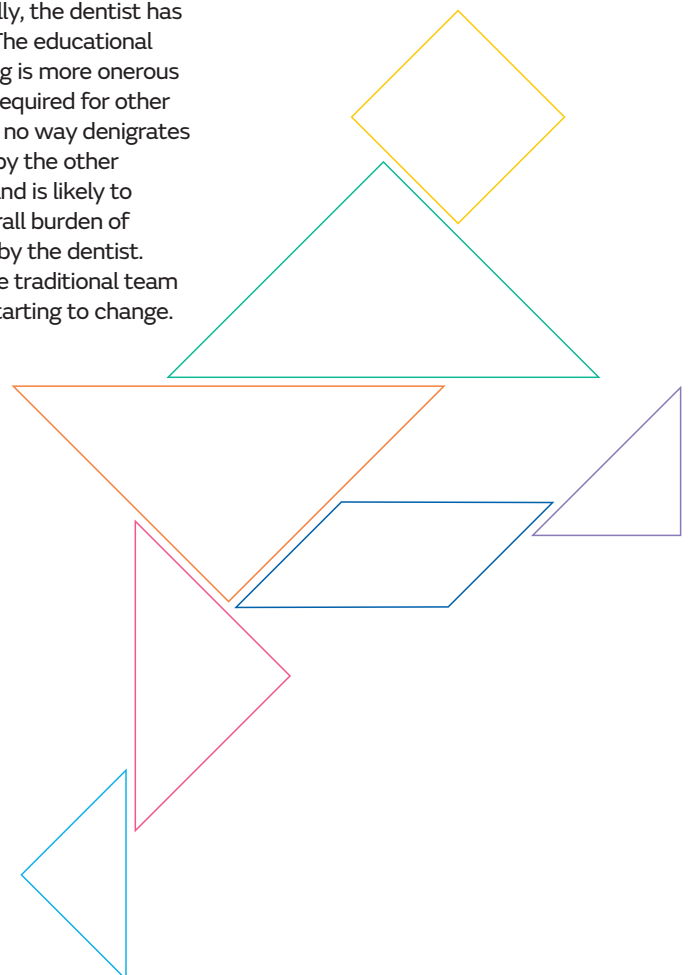 lly, the dentist has
The educational
g is more onerous
required for other
no way denigrates
by the other
and is likely to
rall burden of
by the dentist.
e traditional team
tarting to change.